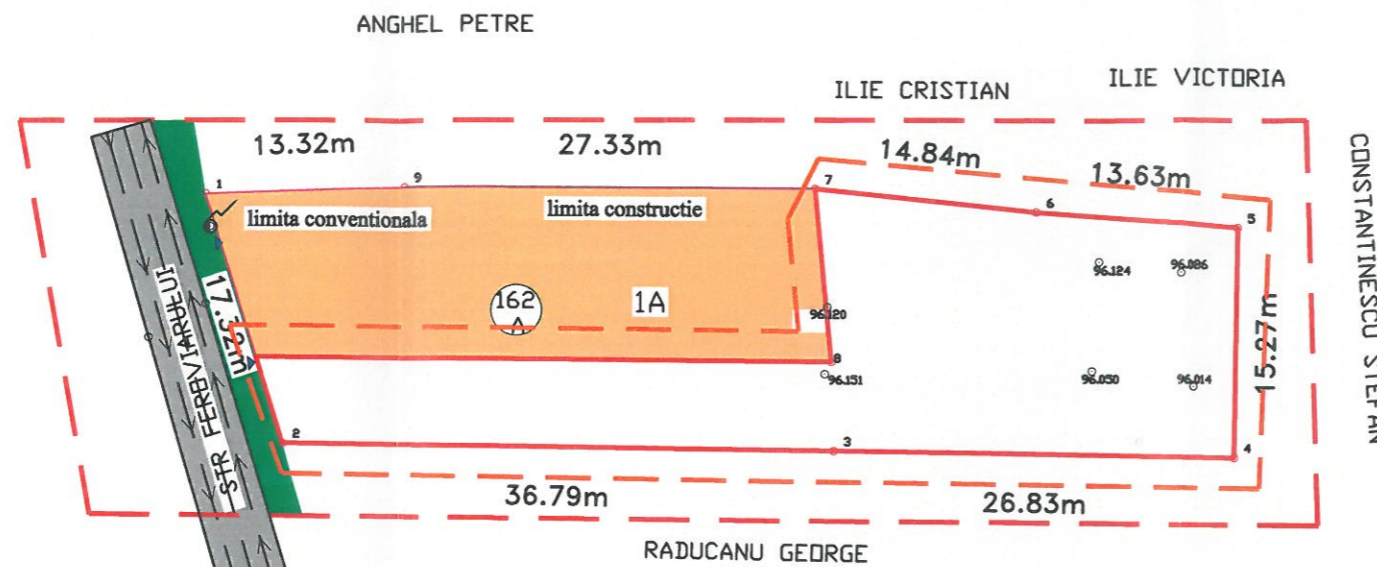 ANGHEL PETRE
ILIE CRISTIAN
ILIE VICTORIA
CONSTANTINESCU STEFAN
13.32m
27.33m
14.84m
13.63m
1
9
7
6
5
limita conventionala
limita constructie
STR FEROVIARULUI
17.32m
162
A
1A
96.120
96.124
96.086
15.27m
8
96.151
96.050
96.014
2
3
4
36.79m
26.83m
RADUCANU GEORGE